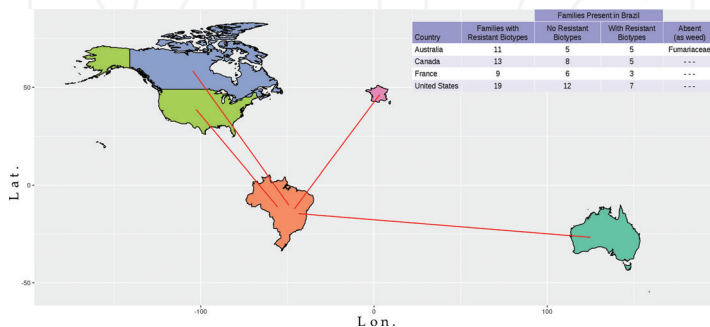 Families Present in Brazil
Country Families with Resistant Biotypes No Resistant Biotypes With Resistant Biotypes Absent (as weed)
Australia 11 5 5 Fumariaceae
Canada 13 8 5 - - -
France 9 6 3 - - -
United States 19 12 7 - - -
50
0
-50
Lat.
-100 0 100
Lon.